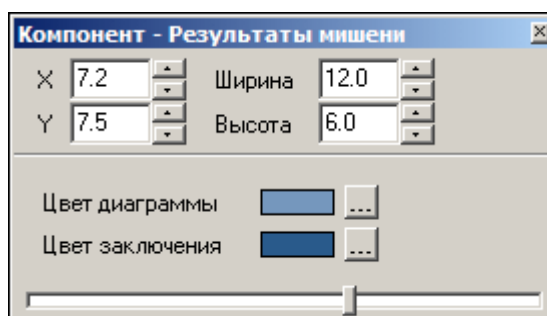 Компонент - Результаты мишени
X 7.2 Ширина 12.0
Y 7.5 Высота 6.0
Цвет диаграммы ...
Цвет заключения ...